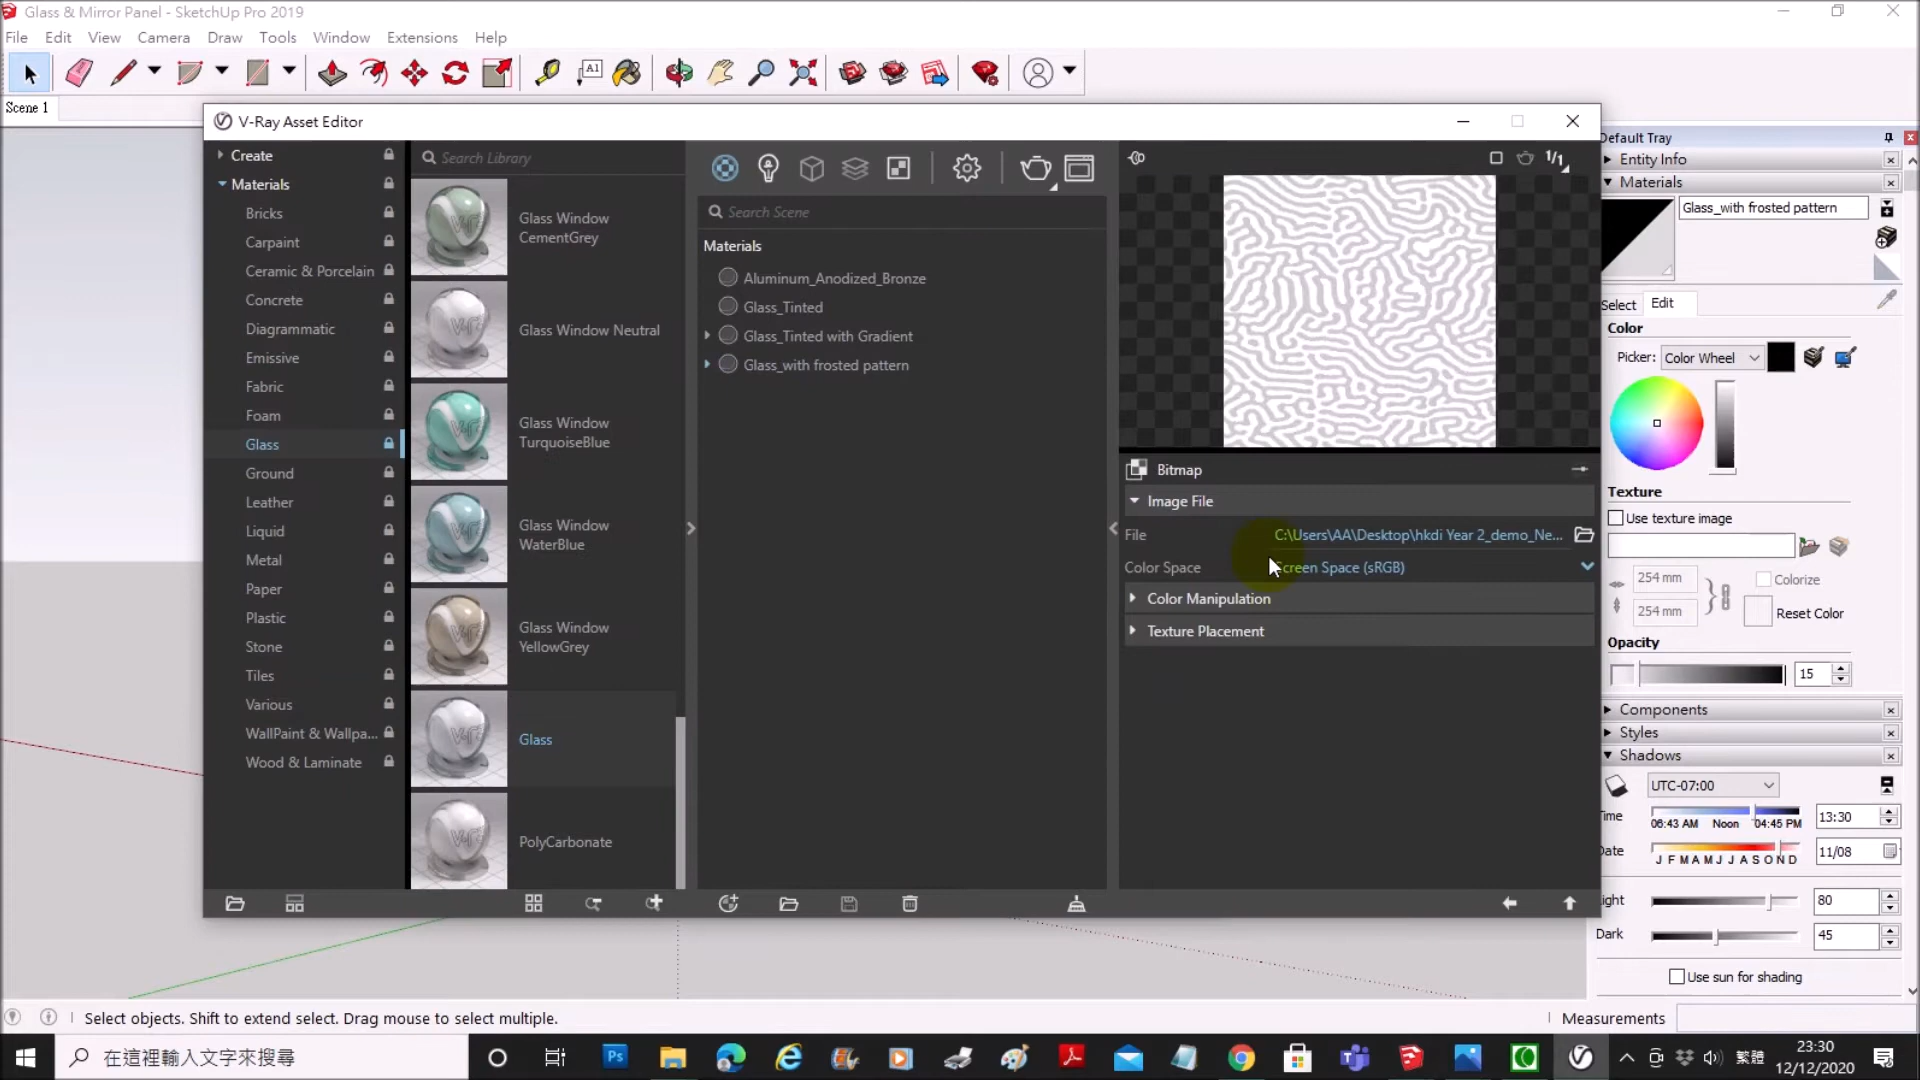 Glass & Mirror Panel - SketchUp Pro 2019
File Edit View Camera Draw Tools Window Extensions Help
A1
Scene 1
V-Ray Asset Editor
Create
Materials
Bricks
Carpaint
Ceramic & Porcelain
Concrete
Diagrammatic
Emissive
Fabric
Foam
Glass
Ground
Leather
Liquid
Metal
Paper
Plastic
Stone
Tiles
Various
WallPaint & Wallpa...
Wood & Laminate
Search Library
Glass Window
CementGrey
Glass Window Neutral
Glass Window
TurquoiseBlue
Glass Window
WaterBlue
Glass Window
YellowGrey
Glass
PolyCarbonate
Search Scene
Materials
Aluminum_Anodized_Bronze
Glass_Tinted
Glass_Tinted with Gradient
Glass_with frosted pattern
1/1
Bitmap
Image File
File C:\Users\AA\Desktop\hkdi Year 2_demo_Ne...
Color Space Screen Space (sRGB)
Color Manipulation
Texture Placement
Default Tray
Entity Info
Materials
Glass_with frosted pattern
Select Edit
Color
Picker: Color Wheel
Texture
Use texture image
254 mm
Colorize
254 mm
Reset Color
Opacity
15
Components
Styles
Shadows
UTC-07:00
Time 06:43 AM Noon 04:45 PM 13:30
Date J F M A M J J A S O N D 11/08
Light 80
Dark 45
Use sun for shading
Select objects. Shift to extend select. Drag mouse to select multiple.
Measurements
在這裡輸入文字來搜尋
Ps
繁體
23:30
12/12/2020